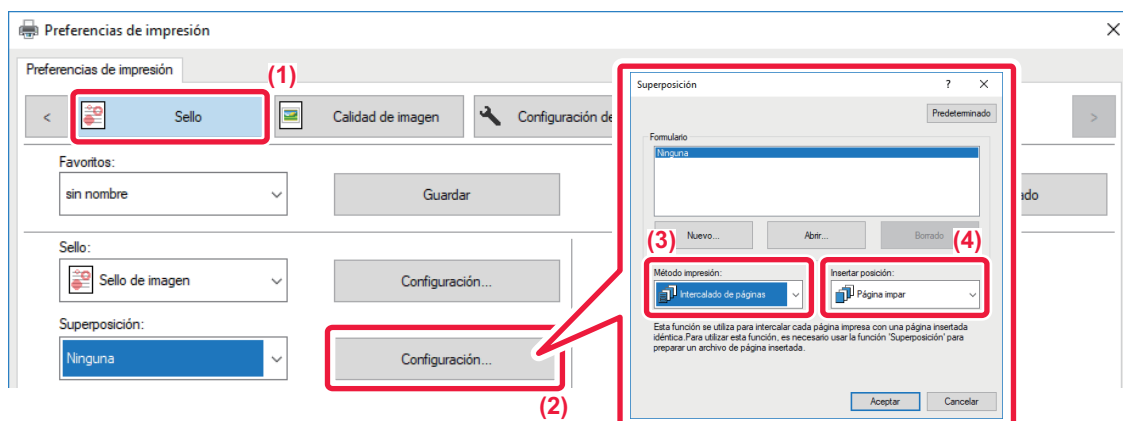 Preferencias de impresión
Preferencias de impresión
(1)
< Sello Calidad de imagen Configuración de >
Favoritos:
sin nombre Guardar ado
Sello:
Sello de imagen Configuración...
Superposición:
Ninguna Configuración...
(2)
Superposición ? ×
Predeterminado
Formulario
Ninguna
Nuevo... Abrir... Borrado
(3) (4)
Método impresión: Insertar posición:
Intercalado de páginas Página impar
Esta función se utiliza para intercalar cada página impresa con una página insertada
idéntica.Para utilizar esta función, es necesario usar la función 'Superposición' para
preparar un archivo de página insertada.
Aceptar Cancelar